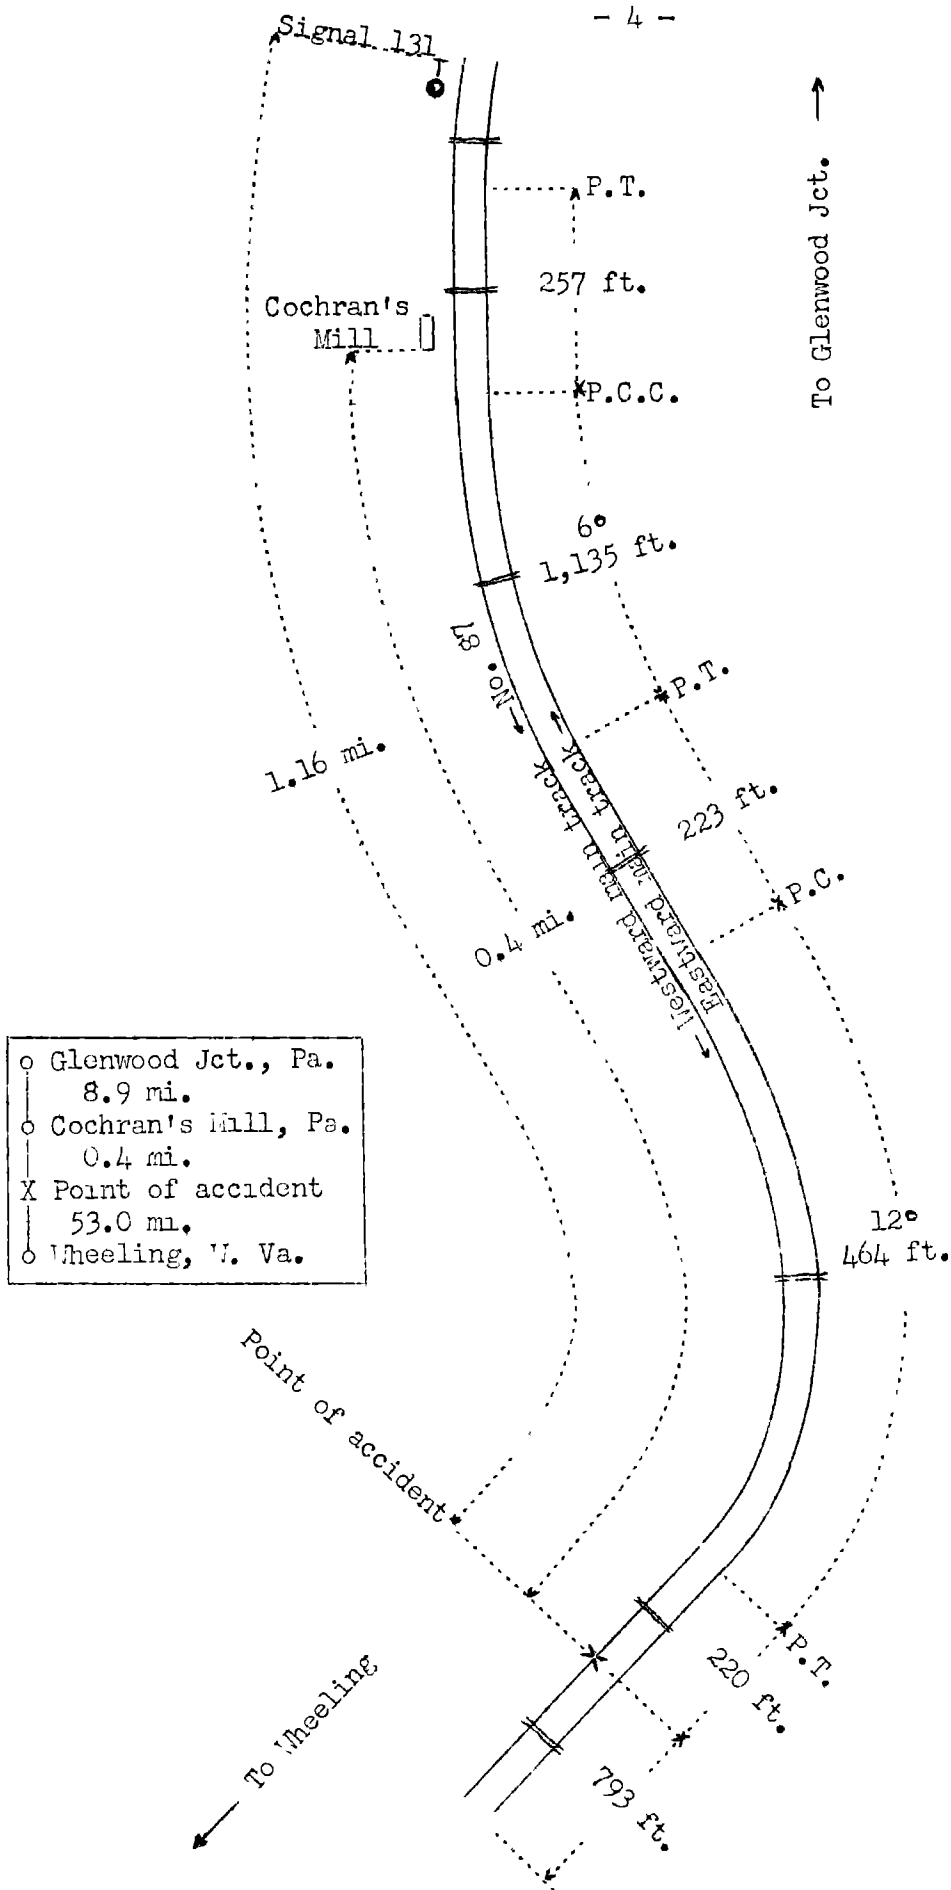 - 4 -
Signal 131
To Glenwood Jct.
P.T.
257 ft.
Cochran's
Mill
P.C.C.
6°
1,135 ft.
No. 87
P.T.
1.16 mi.
223 ft.
Westward main track
Eastward main track
P.C.
0.4 mi.
Glenwood Jct., Pa.
8.9 mi.
Cochran's Mill, Pa.
0.4 mi.
X Point of accident
53.0 mi.
Wheeling, W. Va.
12°
464 ft.
Point of accident
P.T.
220 ft.
To Wheeling
793 ft.